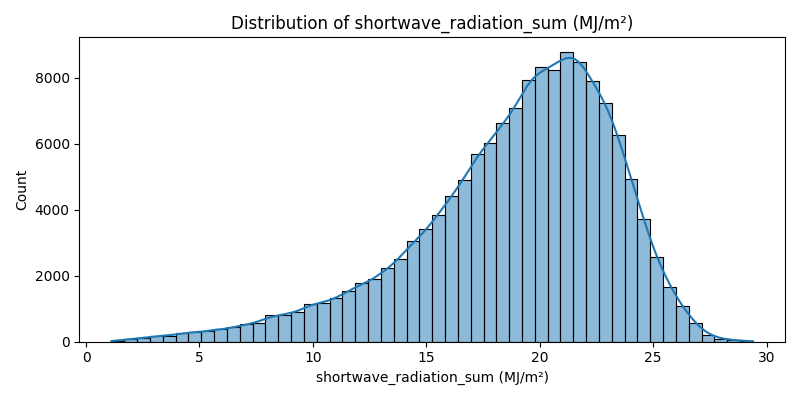 Distribution of shortwave_radiation_sum (MJ/m²)
8000
6000
4000
2000
0
Count
0 5 10 15 20 25 30
shortwave_radiation_sum (MJ/m²)